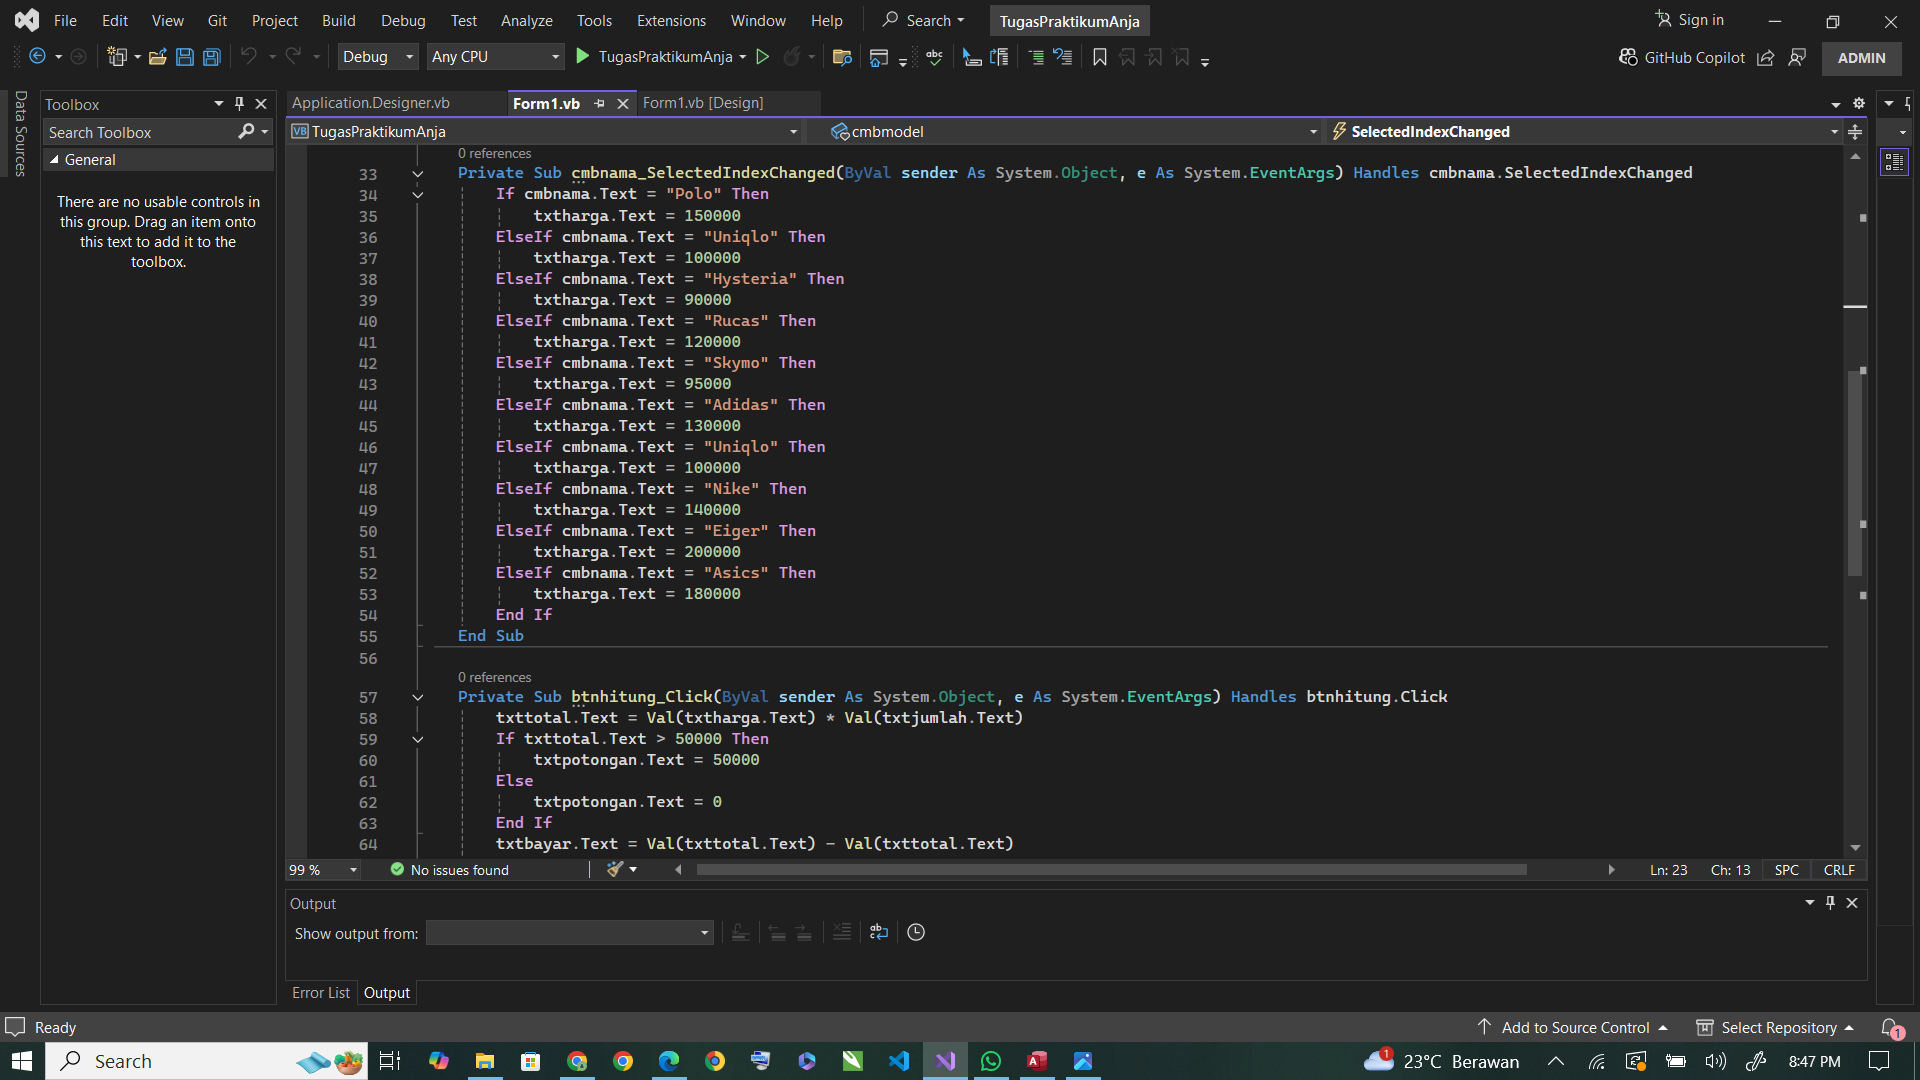 File Edit View Git Project Build Debug Test Analyze Tools Extensions Window Help Search TugasPraktikumAnja Sign in
Debug Any CPU TugasPraktikumAnja GitHub Copilot ADMIN
Data Sources
Toolbox
Search Toolbox
General
There are no usable controls in
this group. Drag an item onto
this text to add it to the
toolbox.
Application.Designer.vb Form1.vb Form1.vb [Design]
VB TugasPraktikumAnja cmbmodel SelectedIndexChanged
0 references
33 Private Sub cmbnama_SelectedIndexChanged(ByVal sender As System.Object, e As System.EventArgs) Handles cmbnama.SelectedIndexChanged
34 If cmbnama.Text = "Polo" Then
35 txtharga.Text = 150000
36 ElseIf cmbnama.Text = "Uniqlo" Then
37 txtharga.Text = 100000
38 ElseIf cmbnama.Text = "Hysteria" Then
39 txtharga.Text = 90000
40 ElseIf cmbnama.Text = "Rucas" Then
41 txtharga.Text = 120000
42 ElseIf cmbnama.Text = "Skymo" Then
43 txtharga.Text = 95000
44 ElseIf cmbnama.Text = "Adidas" Then
45 txtharga.Text = 130000
46 ElseIf cmbnama.Text = "Uniqlo" Then
47 txtharga.Text = 100000
48 ElseIf cmbnama.Text = "Nike" Then
49 txtharga.Text = 140000
50 ElseIf cmbnama.Text = "Eiger" Then
51 txtharga.Text = 200000
52 ElseIf cmbnama.Text = "Asics" Then
53 txtharga.Text = 180000
54 End If
55 End Sub
56
0 references
57 Private Sub btnhitung_Click(ByVal sender As System.Object, e As System.EventArgs) Handles btnhitung.Click
58 txttotal.Text = Val(txtharga.Text) * Val(txtjumlah.Text)
59 If txttotal.Text > 50000 Then
60 txtpotongan.Text = 50000
61 Else
62 txtpotongan.Text = 0
63 End If
64 txtbayar.Text = Val(txttotal.Text) - Val(txttotal.Text)
99 % No issues found Ln: 23 Ch: 13 SPC CRLF
Output
Show output from:
Error List Output
Ready Add to Source Control Select Repository 1
Search 1 23°C Berawan 8:47 PM